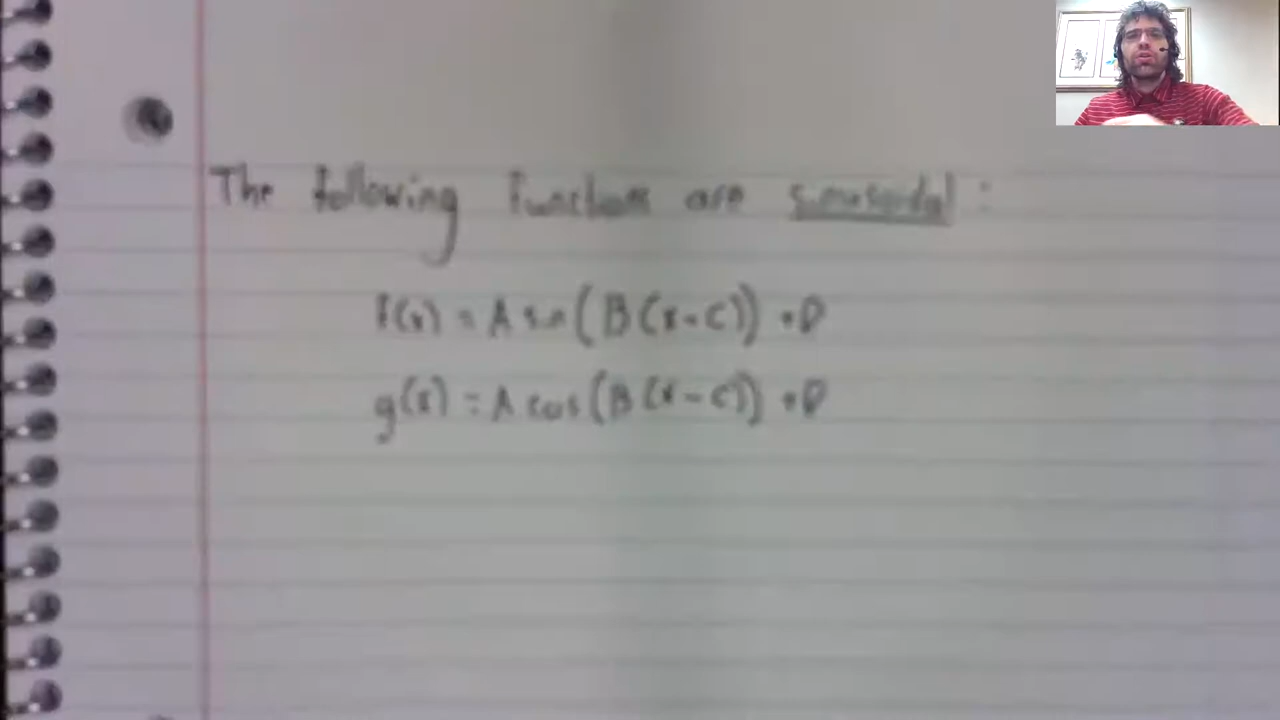 The following functions are sinusoidal:
f(x) = A sin(B(x-C)) + D
g(x) = A cos(B(x-C)) + D